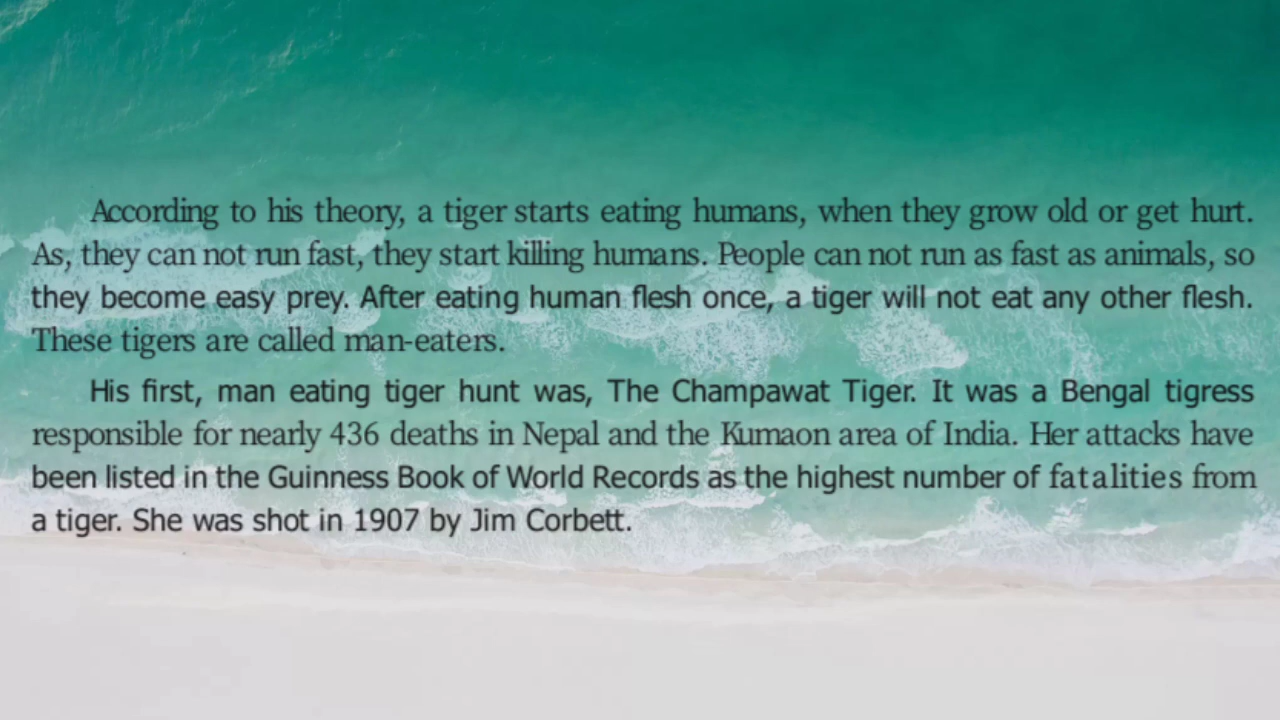 According to his theory, a tiger starts eating humans, when they grow old or get hurt.
As, they can not run fast, they start killing humans. People can not run as fast as animals, so
they become easy prey. After eating human flesh once, a tiger will not eat any other flesh.
These tigers are called man-eaters.
His first, man eating tiger hunt was, The Champawat Tiger. It was a Bengal tigress
responsible for nearly 436 deaths in Nepal and the Kumaon area of India. Her attacks have
been listed in the Guinness Book of World Records as the highest number of fatalities from
a tiger. She was shot in 1907 by Jim Corbett.